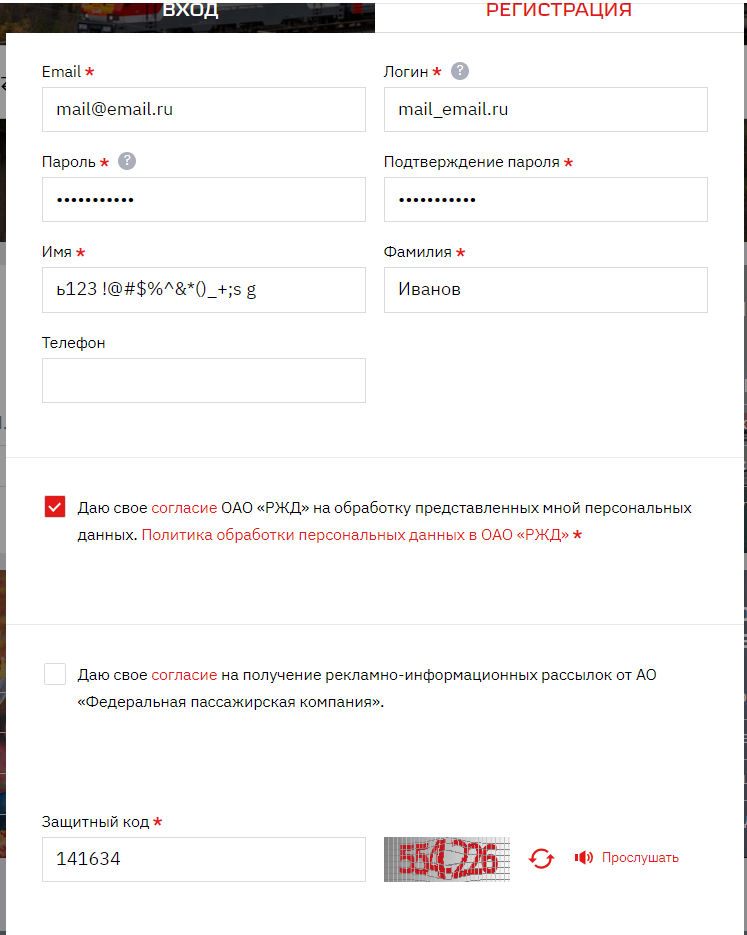 ВХОД РЕГИСТРАЦИЯ
Email * Логин * ?
mail@email.ru mail_email.ru
Пароль * ? Подтверждение пароля *
••••••••••• •••••••••••
Имя * Фамилия *
ь123 !@#$%^&*()_+;s g Иванов
Телефон
Даю свое согласие ОАО «РЖД» на обработку представленных мной персональных
данных. Политика обработки персональных данных в ОАО «РЖД» *
Даю свое согласие на получение рекламно-информационных рассылок от АО
«Федеральная пассажирская компания».
Защитный код *
141634 Прослушать